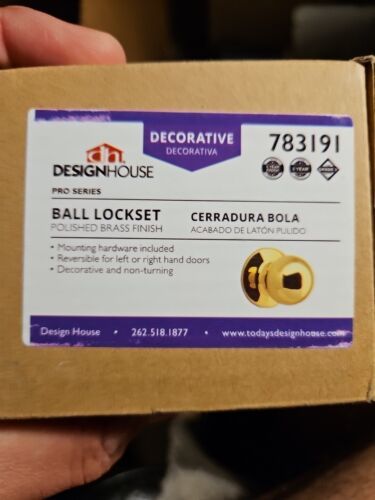 DECORATIVE
DECORATIVA
783191
dh
DESIGNHOUSE
PRO SERIES
BALL LOCKSET
POLISHED BRASS FINISH
CERRADURA BOLA
ACABADO DE LATÓN PULIDO
• Mounting hardware included
• Reversible for left or right hand doors
• Decorative and non-turning
Design House • 262.518.1877 • www.todaysdesignhouse.com